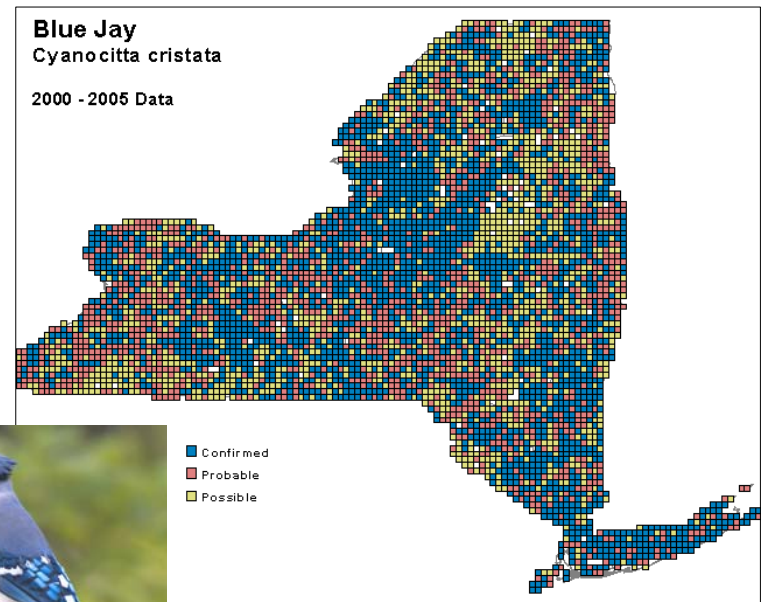 Blue Jay
Cyanocitta cristata
2000 - 2005 Data
Confirmed
Probable
Possible